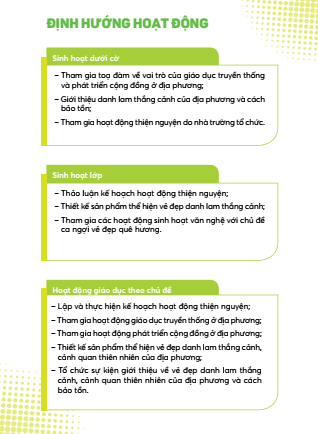 ĐỊNH HƯỚNG HOẠT ĐỘNG
Sinh hoạt dưới cờ
– Tham gia toạ đàm về vai trò của giáo dục truyền thống
và phát triển cộng đồng ở địa phương;
– Giới thiệu danh lam thắng cảnh của địa phương và cách
bảo tồn;
– Tham gia hoạt động thiện nguyện do nhà trường tổ chức.
Sinh hoạt lớp
– Thảo luận kế hoạch hoạt động thiện nguyện;
– Thiết kế sản phẩm thể hiện vẻ đẹp danh lam thắng cảnh;
– Tham gia các hoạt động sinh hoạt văn nghệ với chủ đề
ca ngợi vẻ đẹp quê hương.
Hoạt động giáo dục theo chủ đề
– Lập và thực hiện kế hoạch hoạt động thiện nguyện;
– Tham gia hoạt động giáo dục truyền thống ở địa phương;
– Tham gia hoạt động phát triển cộng đồng ở địa phương;
– Thiết kế sản phẩm thể hiện vẻ đẹp danh lam thắng cảnh,
cảnh quan thiên nhiên của địa phương;
– Tổ chức sự kiện giới thiệu về vẻ đẹp danh lam thắng
cảnh, cảnh quan thiên nhiên của địa phương và cách
bảo tồn.